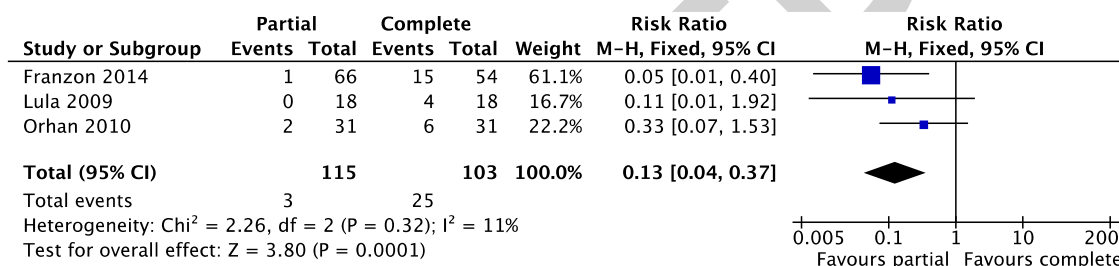 Partial Complete Risk Ratio Risk Ratio
Study or Subgroup Events Total Events Total Weight M-H, Fixed, 95% CI M-H, Fixed, 95% CI
Franzon 2014 1 66 15 54 61.1% 0.05 [0.01, 0.40]
Lula 2009 0 18 4 18 16.7% 0.11 [0.01, 1.92]
Orhan 2010 2 31 6 31 22.2% 0.33 [0.07, 1.53]
Total (95% CI) 115 103 100.0% 0.13 [0.04, 0.37]
Total events 3 25
Heterogeneity: Chi² = 2.26, df = 2 (P = 0.32); I² = 11%
Test for overall effect: Z = 3.80 (P = 0.0001)
0.005 0.1 1 10 200
Favours partial Favours complete